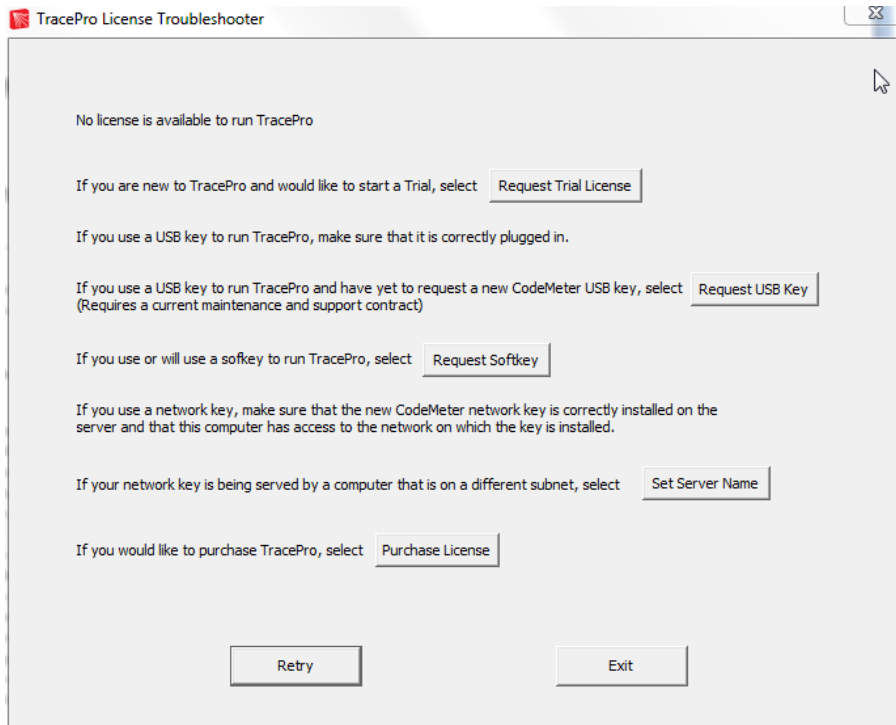 TracePro License Troubleshooter
No license is available to run TracePro
If you are new to TracePro and would like to start a Trial, select Request Trial License
If you use a USB key to run TracePro, make sure that it is correctly plugged in.
If you use a USB key to run TracePro and have yet to request a new CodeMeter USB key, select Request USB Key
(Requires a current maintenance and support contract)
If you use or will use a sofkey to run TracePro, select Request Softkey
If you use a network key, make sure that the new CodeMeter network key is correctly installed on the
server and that this computer has access to the network on which the key is installed.
If your network key is being served by a computer that is on a different subnet, select Set Server Name
If you would like to purchase TracePro, select Purchase License
Retry Exit